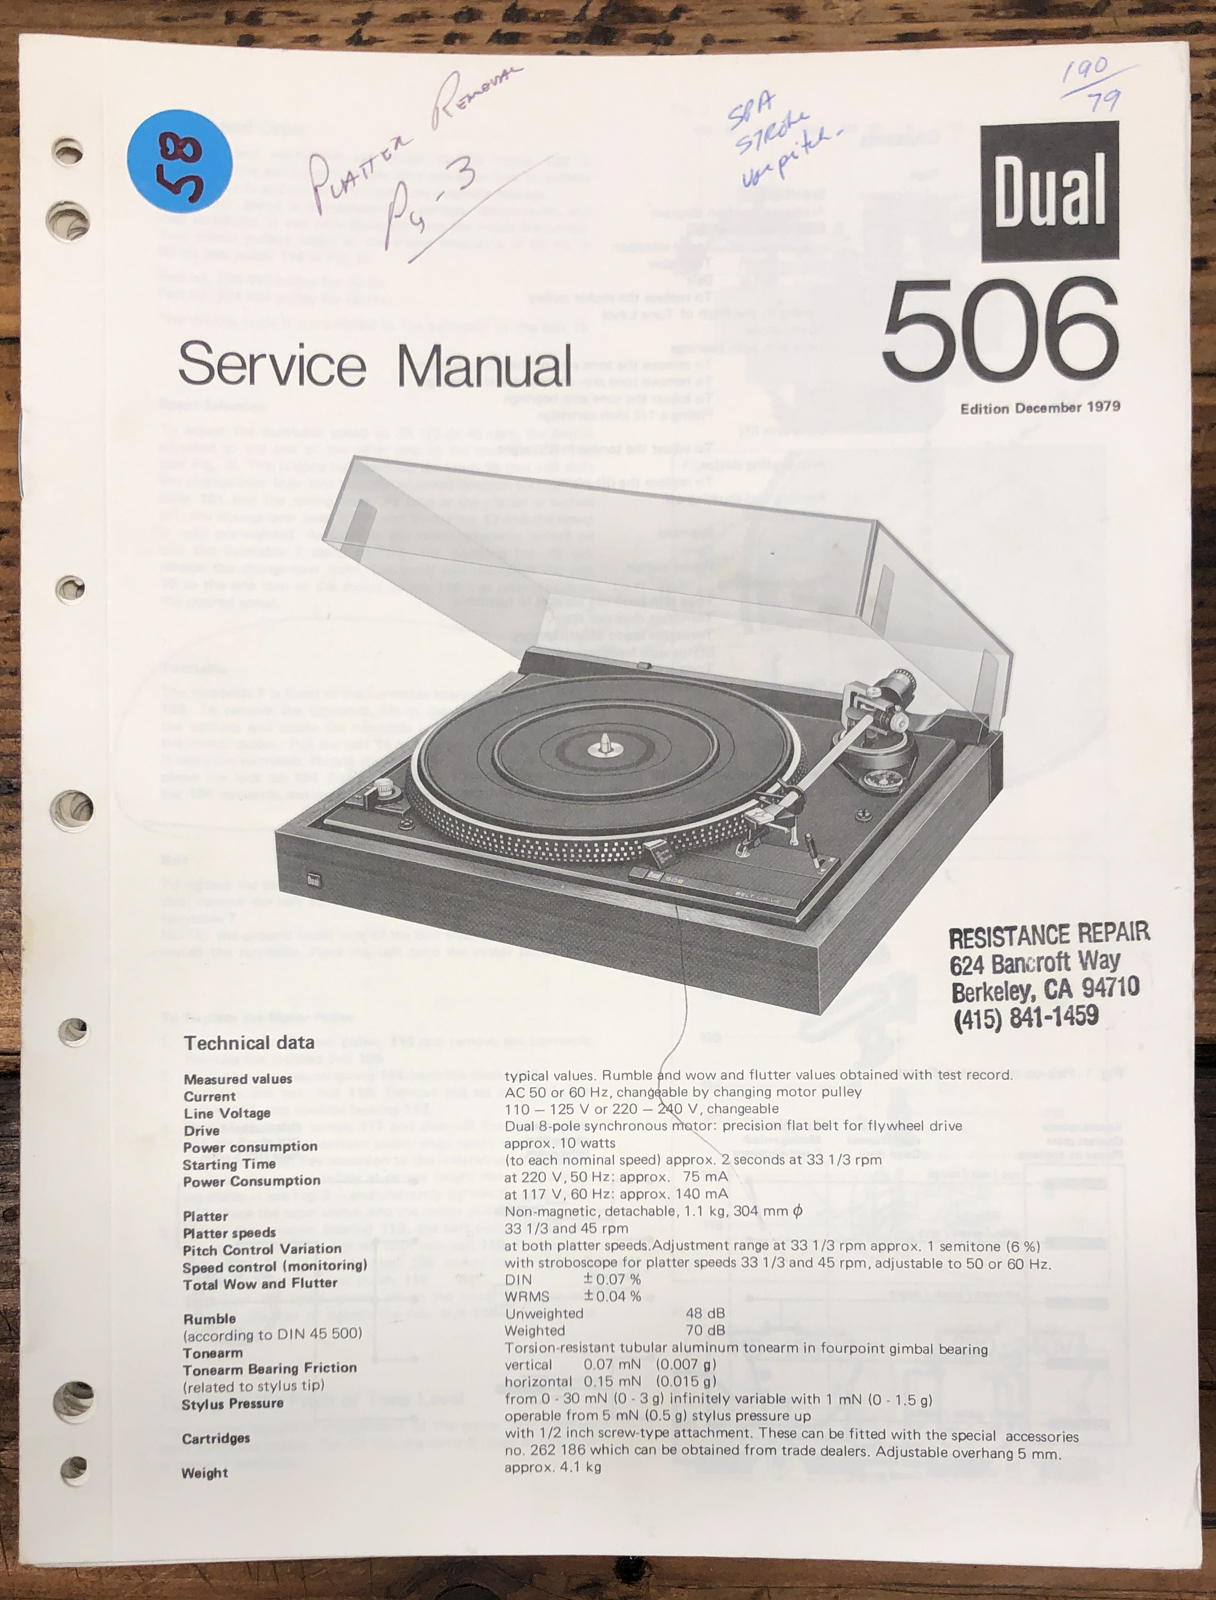 58
PLATTER REMOVAL
Pg - 3
SPA
STROBE
var pitch.
190
79
Dual
506
Service Manual
Edition December 1979
Dual
506
BELT DRIVE
RESISTANCE REPAIR
624 Bancroft Way
Berkeley, CA 94710
(415) 841-1459
Technical data
Measured values typical values. Rumble and wow and flutter values obtained with test record.
Current AC 50 or 60 Hz, changeable by changing motor pulley
Line Voltage 110 – 125 V or 220 – 240 V, changeable
Drive Dual 8-pole synchronous motor: precision flat belt for flywheel drive
Power consumption approx. 10 watts
Starting Time (to each nominal speed) approx. 2 seconds at 33 1/3 rpm
Power Consumption at 220 V, 50 Hz: approx. 75 mA
at 117 V, 60 Hz: approx. 140 mA
Platter Non-magnetic, detachable, 1.1 kg, 304 mm ϕ
Platter speeds 33 1/3 and 45 rpm
Pitch Control Variation at both platter speeds.Adjustment range at 33 1/3 rpm approx. 1 semitone (6 %)
Speed control (monitoring) with stroboscope for platter speeds 33 1/3 and 45 rpm, adjustable to 50 or 60 Hz.
Total Wow and Flutter DIN ± 0.07 %
WRMS ± 0.04 %
Rumble Unweighted 48 dB
(according to DIN 45 500) Weighted 70 dB
Tonearm Torsion-resistant tubular aluminum tonearm in fourpoint gimbal bearing
Tonearm Bearing Friction vertical 0.07 mN (0.007 g)
(related to stylus tip) horizontal 0.15 mN (0.015 g)
Stylus Pressure from 0 - 30 mN (0 - 3 g) infinitely variable with 1 mN (0 - 1.5 g)
operable from 5 mN (0.5 g) stylus pressure up
Cartridges with 1/2 inch screw-type attachment. These can be fitted with the special accessories
no. 262 186 which can be obtained from trade dealers. Adjustable overhang 5 mm.
Weight approx. 4.1 kg